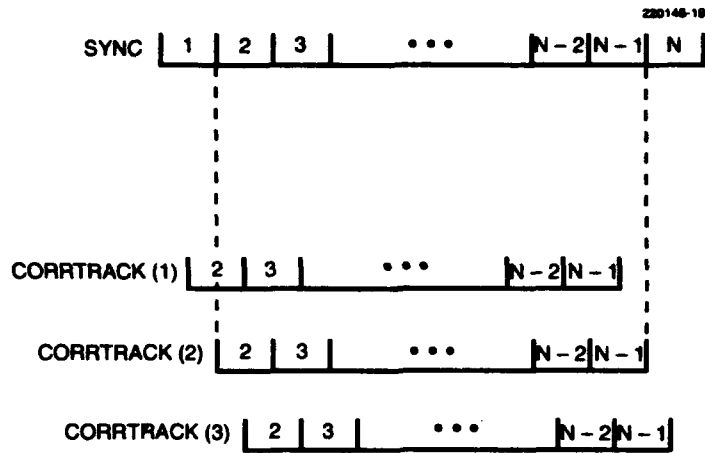 220146-18
SYNC 1 2 3 • • • N – 2 N – 1 N
CORRTRACK (1) 2 3 • • • N – 2 N – 1
CORRTRACK (2) 2 3 • • • N – 2 N – 1
CORRTRACK (3) 2 3 • • • N – 2 N – 1